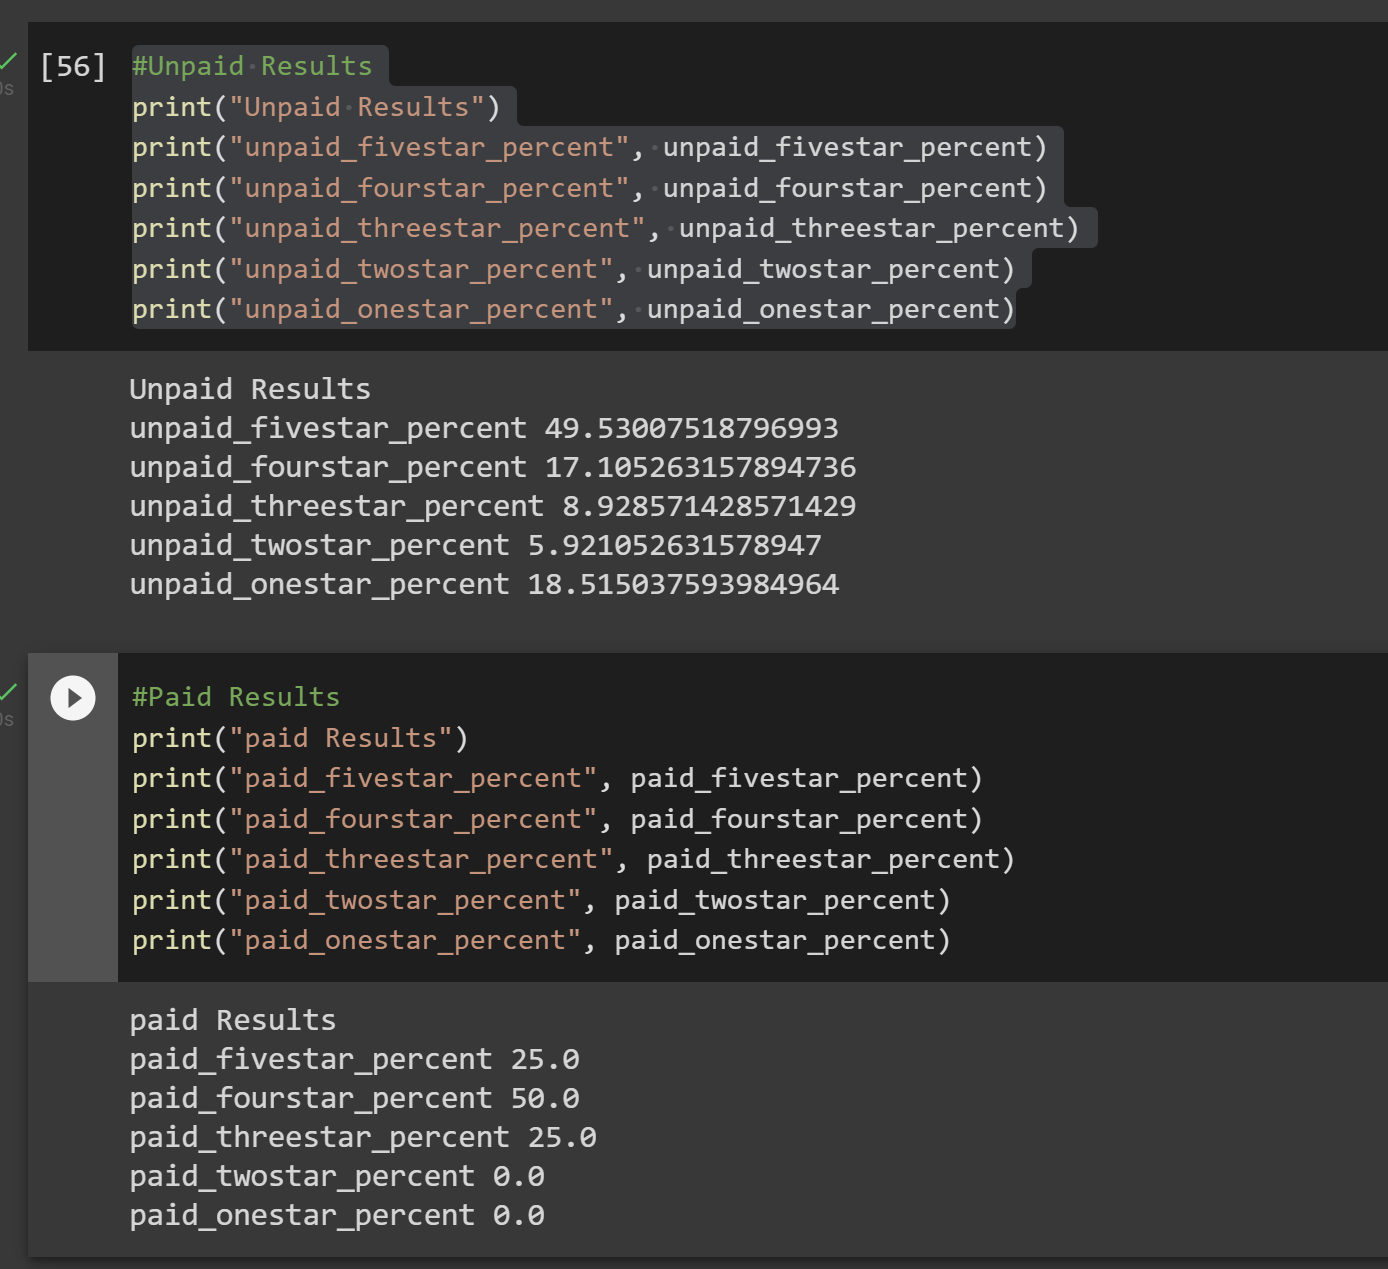 [56] #Unpaid Results
print("Unpaid Results")
print("unpaid_fivestar_percent", unpaid_fivestar_percent)
print("unpaid_fourstar_percent", unpaid_fourstar_percent)
print("unpaid_threestar_percent", unpaid_threestar_percent)
print("unpaid_twostar_percent", unpaid_twostar_percent)
print("unpaid_onestar_percent", unpaid_onestar_percent)
Unpaid Results
unpaid_fivestar_percent 49.53007518796993
unpaid_fourstar_percent 17.105263157894736
unpaid_threestar_percent 8.928571428571429
unpaid_twostar_percent 5.921052631578947
unpaid_onestar_percent 18.515037593984964
#Paid Results
print("paid Results")
print("paid_fivestar_percent", paid_fivestar_percent)
print("paid_fourstar_percent", paid_fourstar_percent)
print("paid_threestar_percent", paid_threestar_percent)
print("paid_twostar_percent", paid_twostar_percent)
print("paid_onestar_percent", paid_onestar_percent)
paid Results
paid_fivestar_percent 25.0
paid_fourstar_percent 50.0
paid_threestar_percent 25.0
paid_twostar_percent 0.0
paid_onestar_percent 0.0